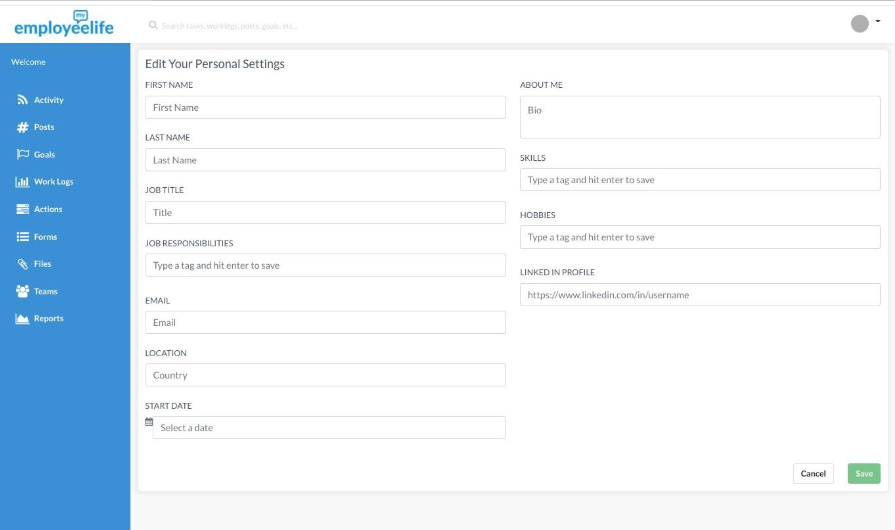 my
employeelife
Search tasks, worklogs, posts, goals, etc...
Welcome
Activity
Posts
Goals
Work Logs
Actions
Forms
Files
Teams
Reports
Edit Your Personal Settings
FIRST NAME
First Name
LAST NAME
Last Name
JOB TITLE
Title
JOB RESPONSIBILITIES
Type a tag and hit enter to save
EMAIL
Email
LOCATION
Country
START DATE
Select a date
ABOUT ME
Bio
SKILLS
Type a tag and hit enter to save
HOBBIES
Type a tag and hit enter to save
LINKED IN PROFILE
https://www.linkedin.com/in/username
Cancel
Save